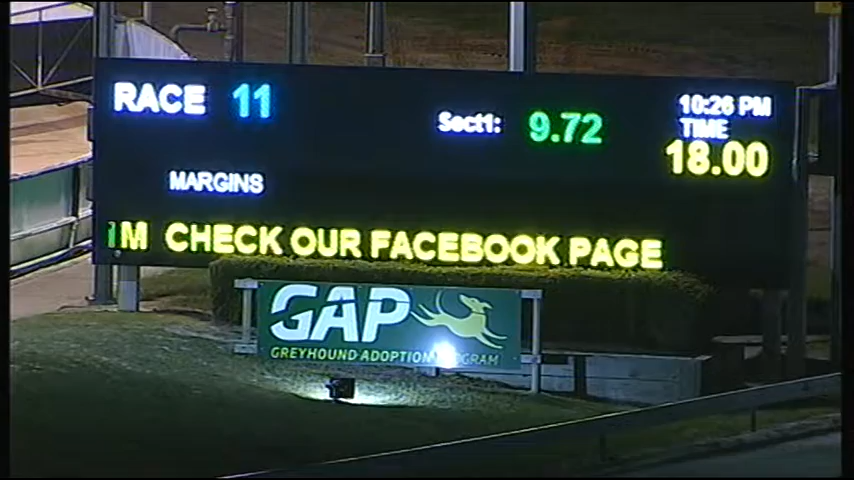 RACE 11 Sect1: 9.72 10:26 PM
TIME
18.00
MARGINS
M CHECK OUR FACEBOOK PAGE
GAP
GREYHOUND ADOPTION PROGRAM